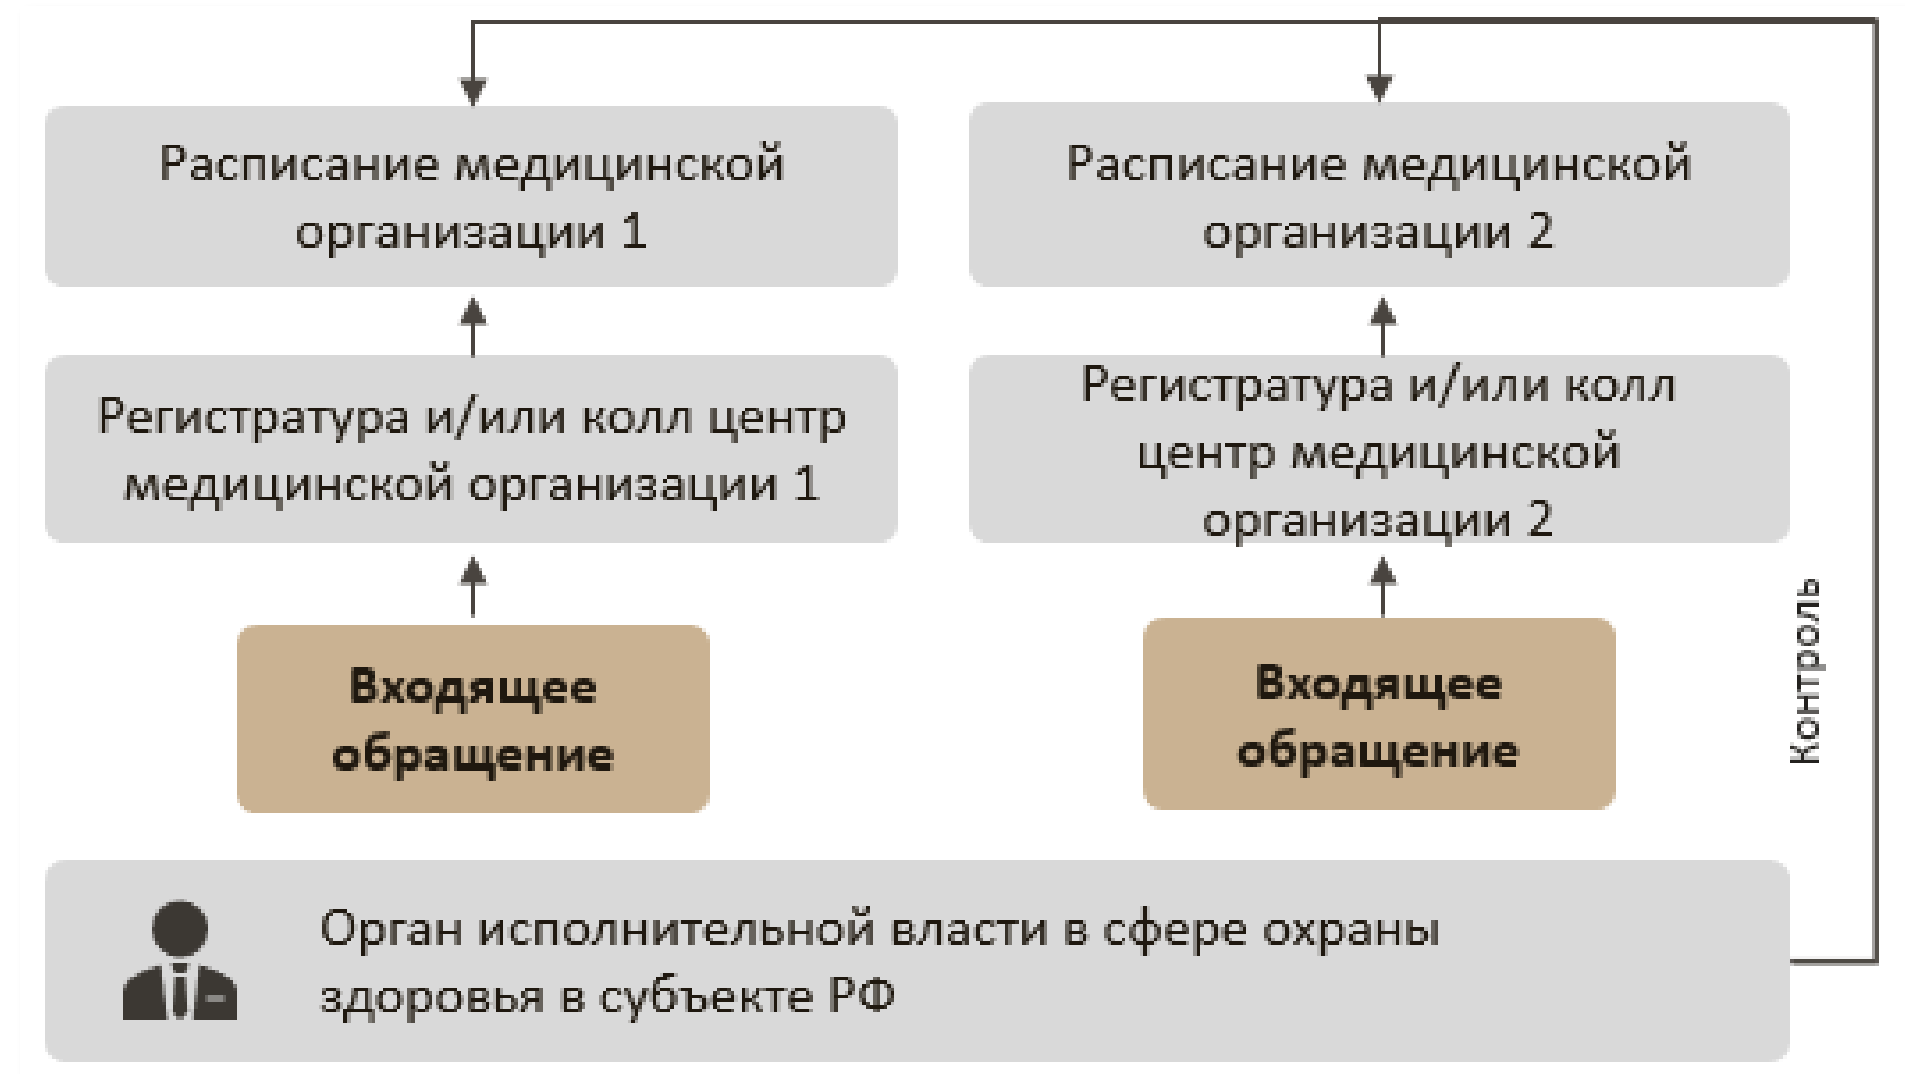 Расписание медицинской
организации 1
Расписание медицинской
организации 2
Регистратура и/или колл центр
медицинской организации 1
Регистратура и/или колл
центр медицинской
организации 2
Входящее
обращение
Входящее
обращение
Контроль
Орган исполнительной власти в сфере охраны
здоровья в субъекте РФ